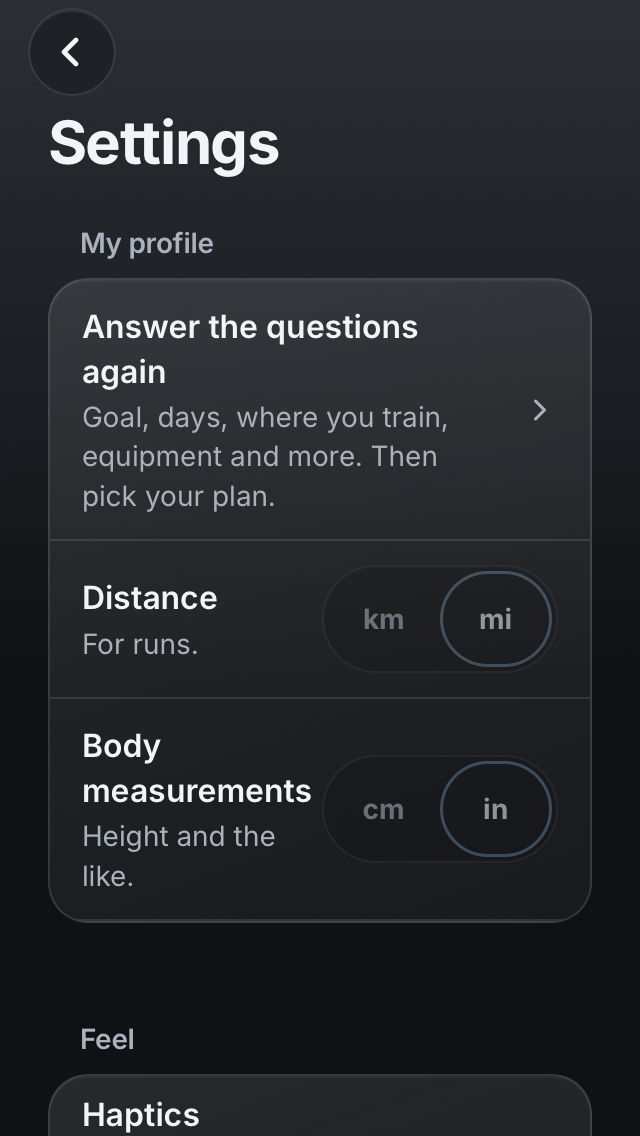 Settings
My profile
Answer the questions
again
Goal, days, where you train,
equipment and more. Then
pick your plan.
Distance
For runs.
km
mi
Body
measurements
Height and the
like.
cm
in
Feel
Haptics